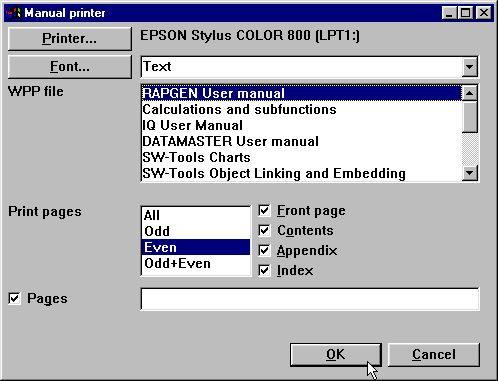 Manual printer
Printer... EPSON Stylus COLOR 800 (LPT1:)
Font... Text
WPP file
RAPGEN User manual
Calculations and subfunctions
IQ User Manual
DATAMASTER User manual
SW-Tools Charts
SW-Tools Object Linking and Embedding
Print pages
All
Odd
Even
Odd+Even
Front page
Contents
Appendix
Index
Pages
OK Cancel